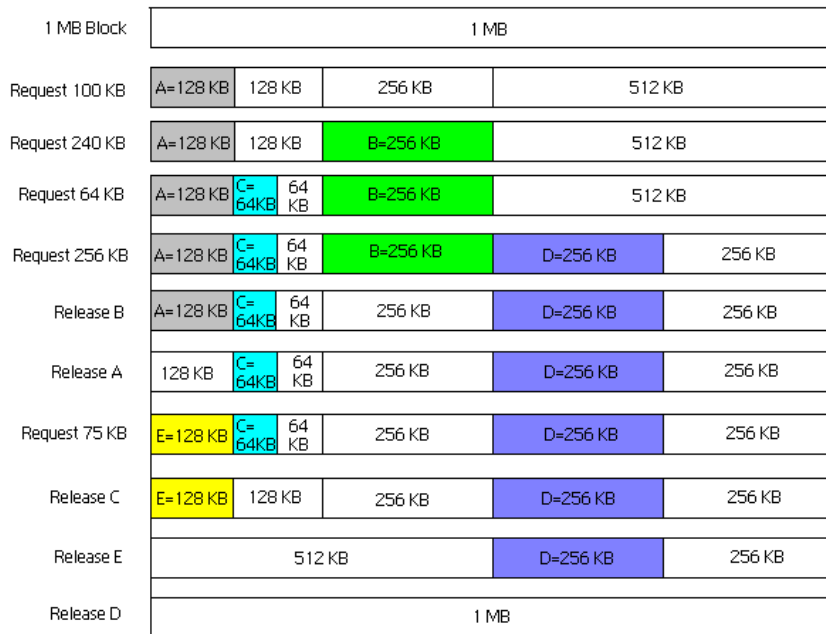 1 MB Block 1 MB
Request 100 KB A=128 KB 128 KB 256 KB 512 KB
Request 240 KB A=128 KB 128 KB B=256 KB 512 KB
Request 64 KB A=128 KB C= 64KB 64 KB B=256 KB 512 KB
Request 256 KB A=128 KB C= 64KB 64 KB B=256 KB D=256 KB 256 KB
Release B A=128 KB C= 64KB 64 KB 256 KB D=256 KB 256 KB
Release A 128 KB C= 64KB 64 KB 256 KB D=256 KB 256 KB
Request 75 KB E=128 KB C= 64KB 64 KB 256 KB D=256 KB 256 KB
Release C E=128 KB 128 KB 256 KB D=256 KB 256 KB
Release E 512 KB D=256 KB 256 KB
Release D 1 MB